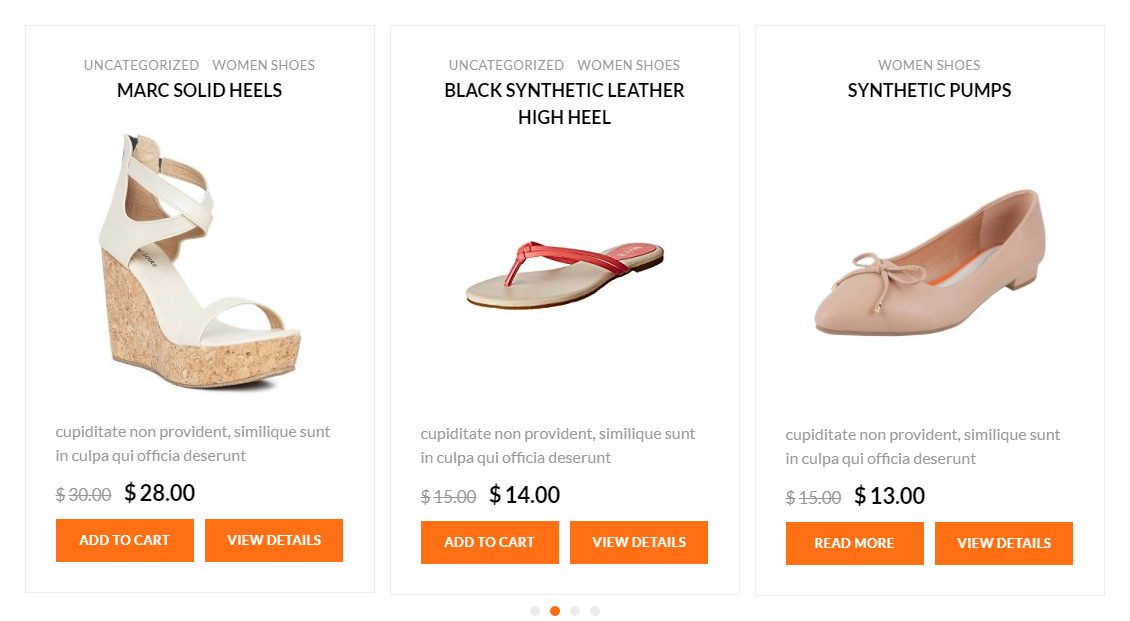 UNCATEGORIZED WOMEN SHOES
MARC SOLID HEELS
cupiditate non provident, similique sunt
in culpa qui officia deserunt
$ 30.00 $ 28.00
ADD TO CART VIEW DETAILS
UNCATEGORIZED WOMEN SHOES
BLACK SYNTHETIC LEATHER
HIGH HEEL
cupiditate non provident, similique sunt
in culpa qui officia deserunt
$ 15.00 $ 14.00
ADD TO CART VIEW DETAILS
WOMEN SHOES
SYNTHETIC PUMPS
cupiditate non provident, similique sunt
in culpa qui officia deserunt
$ 15.00 $ 13.00
READ MORE VIEW DETAILS